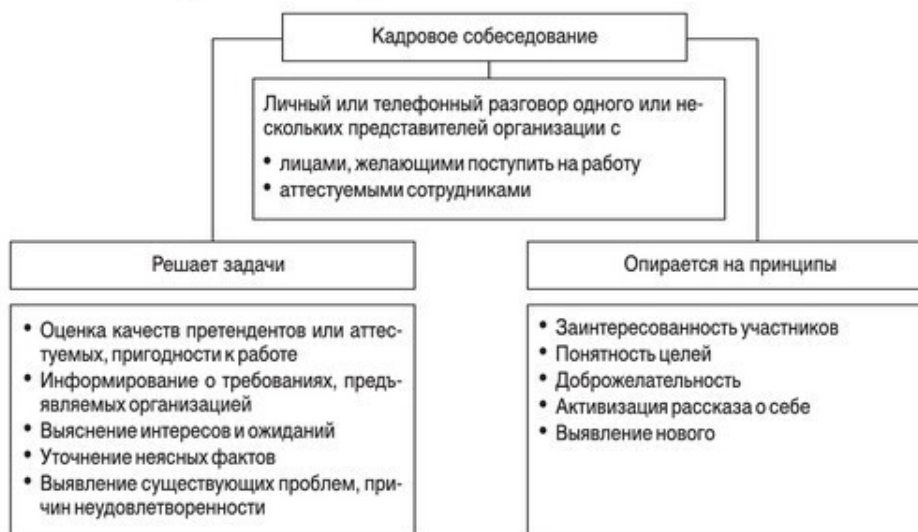 Кадровое собеседование
Личный или телефонный разговор одного или не-
скольких представителей организации с
• лицами, желающими поступить на работу
• аттестуемыми сотрудниками
Решает задачи
• Оценка качеств претендентов или аттес-
туемых, пригодности к работе
• Информирование о требованиях, предъ-
являемых организацией
• Выяснение интересов и ожиданий
• Уточнение неясных фактов
• Выявление существующих проблем, при-
чин неудовлетворенности
Опирается на принципы
• Заинтересованность участников
• Понятность целей
• Доброжелательность
• Активизация рассказа о себе
• Выявление нового